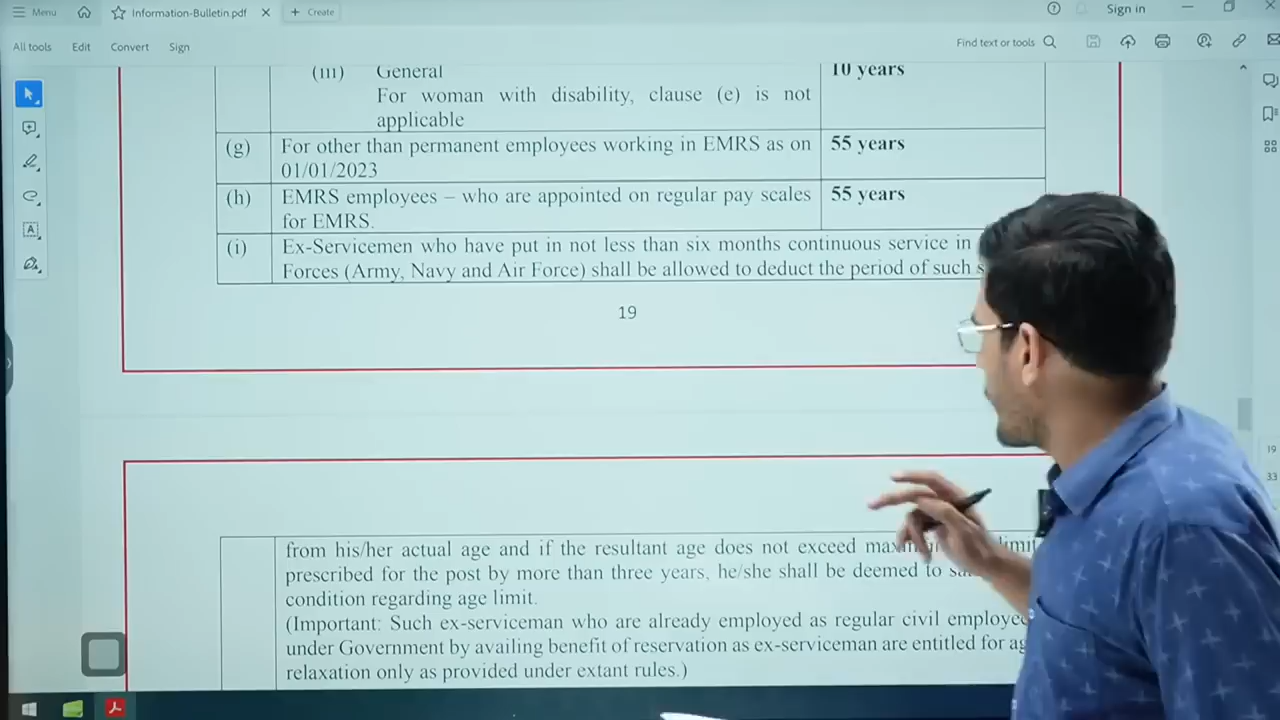 Menu
Information-Bulletin.pdf
Create
Sign in
All tools
Edit
Convert
Sign
Find text or tools
(iii) General
10 years
For woman with disability, clause (e) is not
applicable
(g) For other than permanent employees working in EMRS as on 55 years
01/01/2023
(h) EMRS employees – who are appointed on regular pay scales 55 years
for EMRS.
(i) Ex-Servicemen who have put in not less than six months continuous service in
Forces (Army, Navy and Air Force) shall be allowed to deduct the period of such
19
from his/her actual age and if the resultant age does not exceed
prescribed for the post by more than three years, he/she shall be deemed to
condition regarding age limit.
(Important: Such ex-serviceman who are already employed as regular civil
under Government by availing benefit of reservation as ex-serviceman are entitled for
relaxation only as provided under extant rules.)
19
33